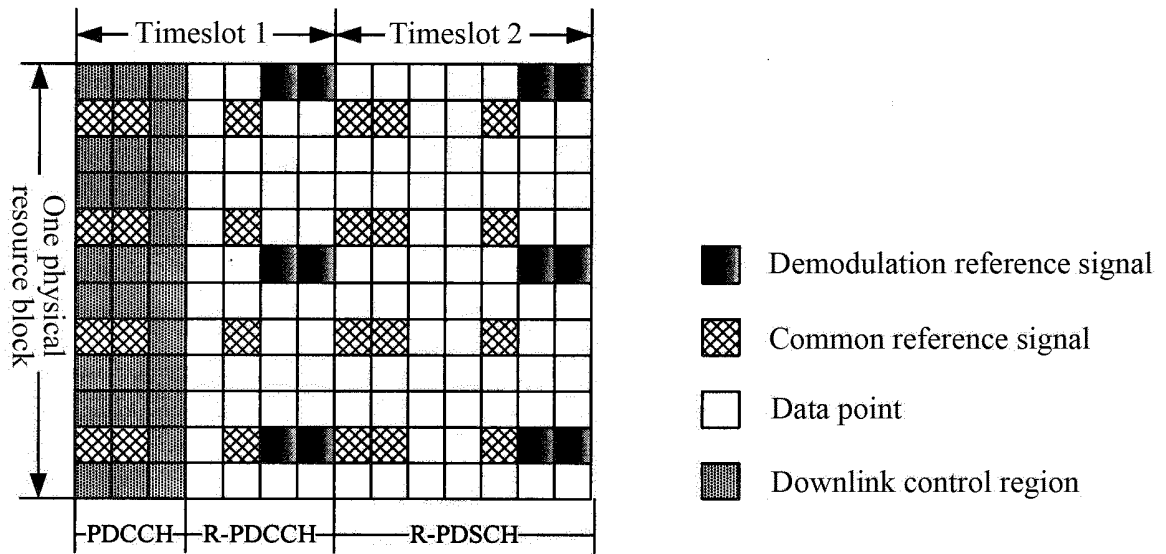 Timeslot 1
Timeslot 2
One physical
resource block
Demodulation reference signal
Common reference signal
Data point
Downlink control region
PDCCH
R-PDCCH
R-PDSCH